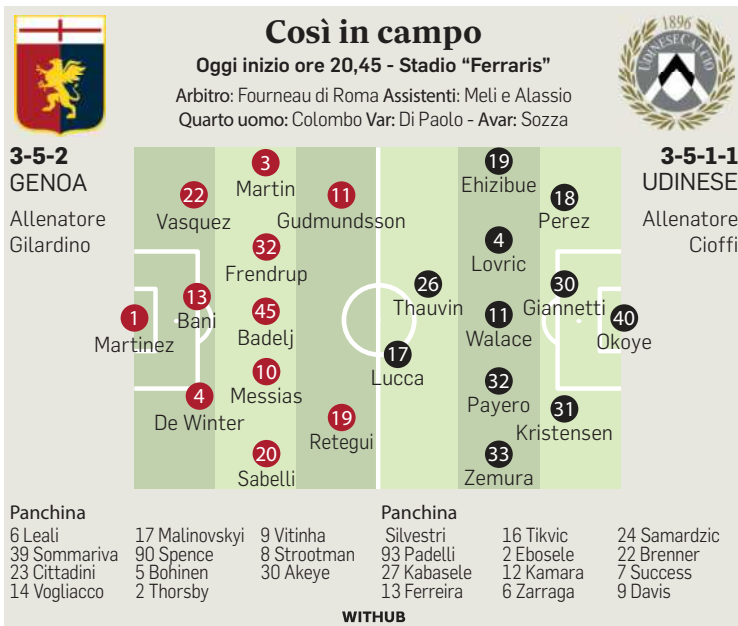 Così in campo
Oggi inizio ore 20,45 - Stadio “Ferraris”
Arbitro: Fourneau di Roma Assistenti: Meli e Alassio
Quarto uomo: Colombo Var: Di Paolo - Avar: Sozza
1896
UDINESE CALCIO
3-5-2
GENOA
Allenatore
Gilardino
3-5-1-1
UDINESE
Allenatore
Cioffi
1
Martinez
22
Vasquez
13
Bani
4
De Winter
3
Martin
32
Frendrup
45
Badelj
10
Messias
20
Sabelli
11
Gudmundsson
19
Retegui
26
Thauvin
17
Lucca
19
Ehizibue
4
Lovric
11
Walace
32
Payero
33
Zemura
18
Perez
30
Giannetti
31
Kristensen
40
Okoye
Panchina
6 Leali
39 Sommariva
23 Cittadini
14 Vogliacco
17 Malinovskyi
90 Spence
5 Bohinen
2 Thorsby
9 Vitinha
8 Strootman
30 Akeye
Panchina
Silvestri
93 Padelli
27 Kabasele
13 Ferreira
16 Tikvic
2 Ebosele
12 Kamara
6 Zarraga
24 Samardzic
22 Brenner
7 Success
9 Davis
WITHUB